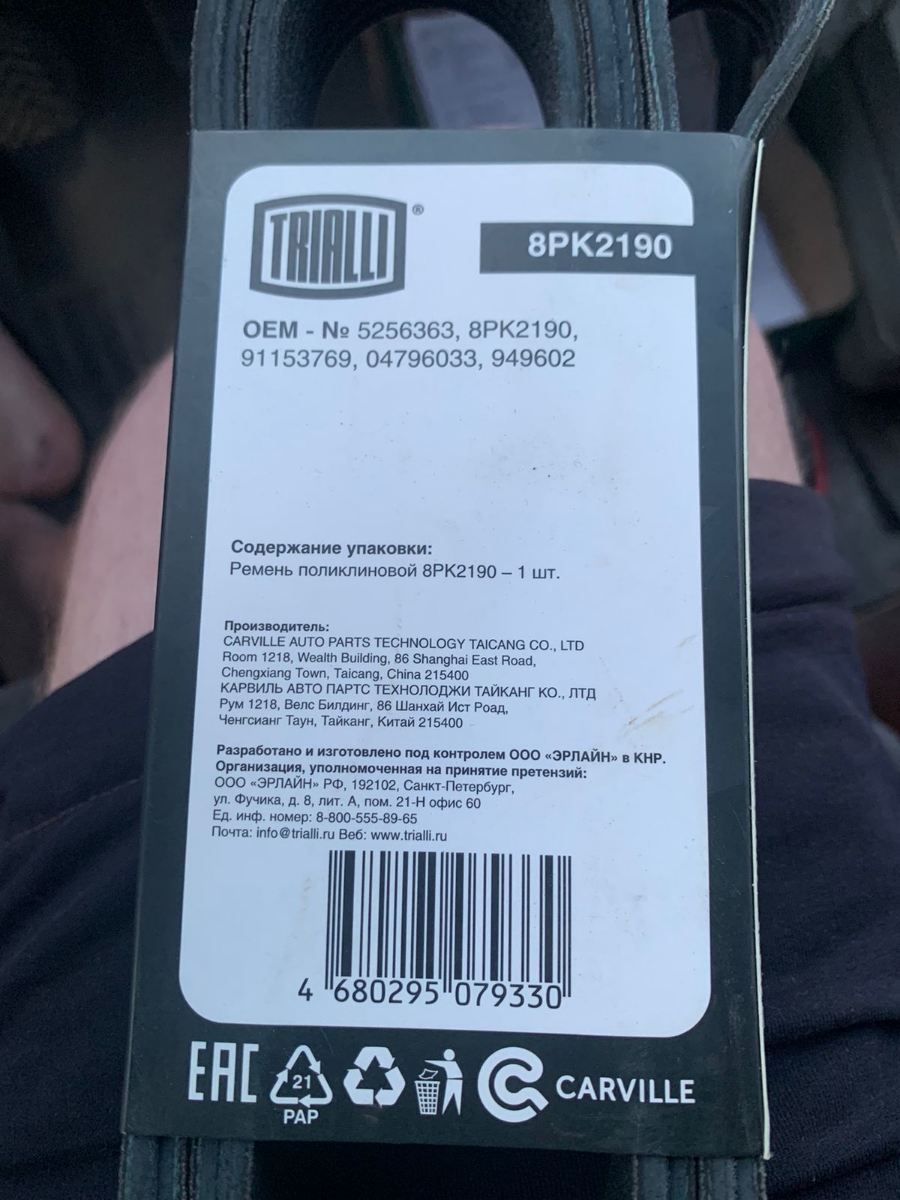 TRIALLI®
8PK2190
OEM - № 5256363, 8PK2190,
91153769, 04796033, 949602
Содержание упаковки:
Ремень поликлиновой 8PK2190 – 1 шт.
Производитель:
CARVILLE AUTO PARTS TECHNOLOGY TAICANG CO., LTD
Room 1218, Wealth Building, 86 Shanghai East Road,
Chengxiang Town, Taicang, China 215400
КАРВИЛЬ АВТО ПАРТС ТЕХНОЛОДЖИ ТАЙКАНГ КО., ЛТД
Рум 1218, Велс Билдинг, 86 Шанхай Ист Роад,
Ченгсианг Таун, Тайканг, Китай 215400
Разработано и изготовлено под контролем ООО «ЭРЛАЙН» в КНР.
Организация, уполномоченная на принятие претензий:
ООО «ЭРЛАЙН» РФ, 192102, Санкт-Петербург,
ул. Фучика, д. 8, лит. А, пом. 21-Н офис 60
Ед. инф. номер: 8-800-555-89-65
Почта: info@trialli.ru Веб: www.trialli.ru
4 680295 079330
EAC 21 CARVILLE
PAP